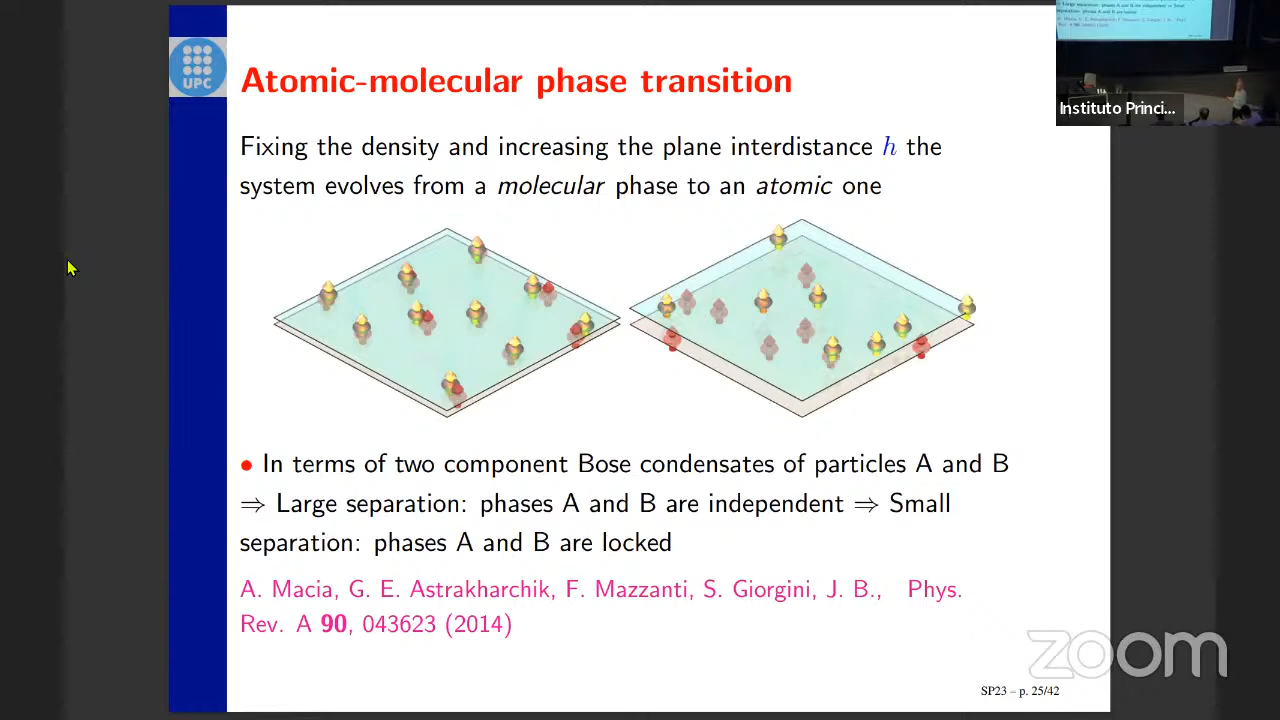 UPC
Atomic-molecular phase transition
Fixing the density and increasing the plane interdistance h the
system evolves from a molecular phase to an atomic one
• In terms of two component Bose condensates of particles A and B
⇒ Large separation: phases A and B are independent ⇒ Small
separation: phases A and B are locked
A. Macia, G. E. Astrakharchik, F. Mazzanti, S. Giorgini, J. B., Phys.
Rev. A 90, 043623 (2014)
SP23 – p. 25/42
Instituto Princi...
zoom